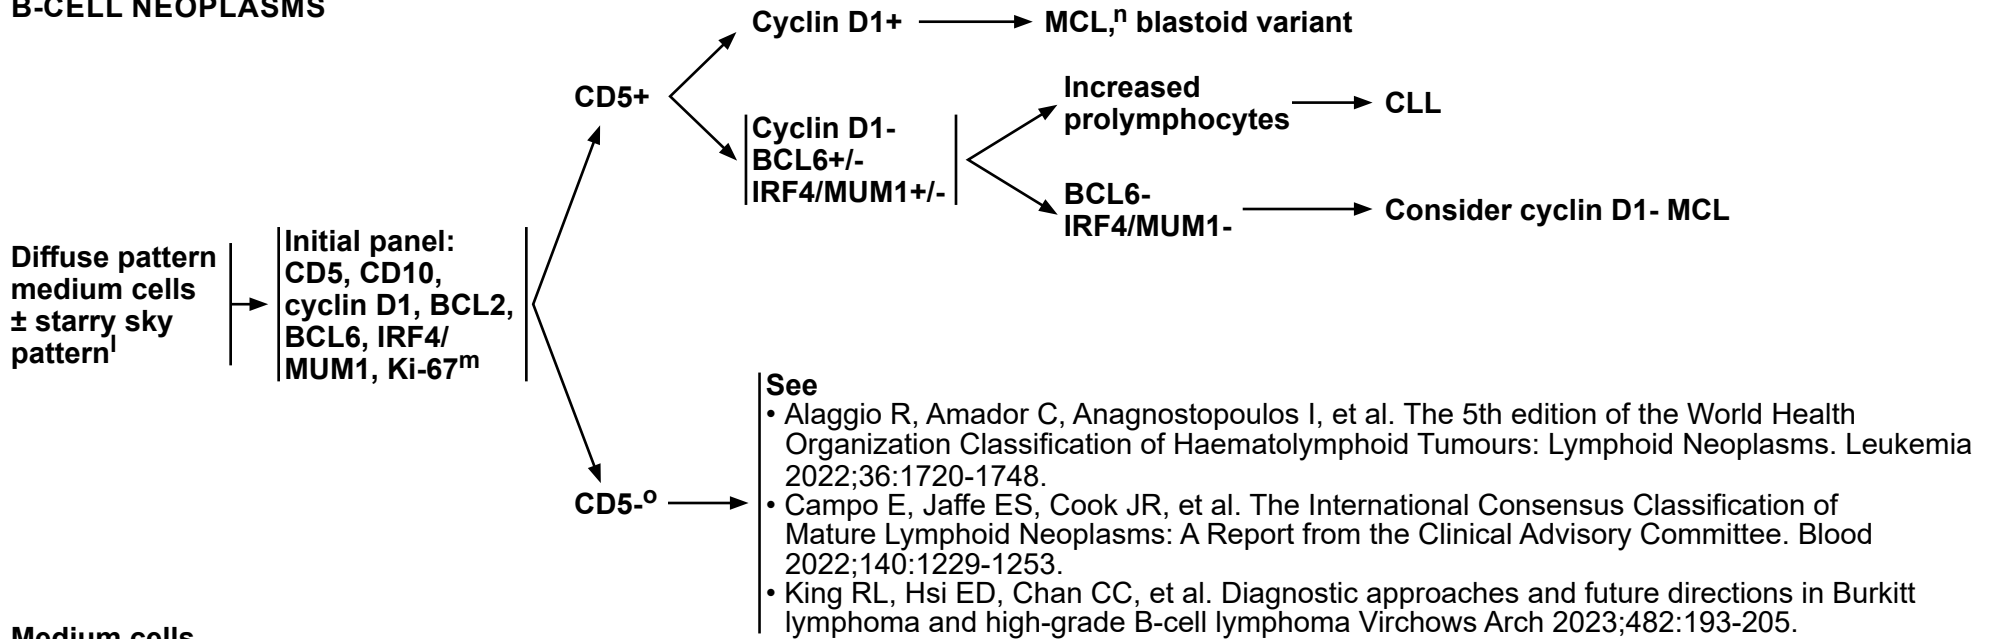 B-CELL NEOPLASMS
Cyclin D1+
MCL,ⁿ blastoid variant
CD5+
Increased
prolymphocytes
CLL
Cyclin D1-
BCL6+/-
IRF4/MUM1+/-
BCL6-
IRF4/MUM1-
Consider cyclin D1- MCL
Diffuse pattern
medium cells
± starry sky
patternˡ
Initial panel:
CD5, CD10,
cyclin D1, BCL2,
BCL6, IRF4/
MUM1, Ki-67ᵐ
CD5-ᵒ
See
• Alaggio R, Amador C, Anagnostopoulos I, et al. The 5th edition of the World Health
Organization Classification of Haematolymphoid Tumours: Lymphoid Neoplasms. Leukemia
2022;36:1720-1748.
• Campo E, Jaffe ES, Cook JR, et al. The International Consensus Classification of
Mature Lymphoid Neoplasms: A Report from the Clinical Advisory Committee. Blood
2022;140:1229-1253.
• King RL, Hsi ED, Chan CC, et al. Diagnostic approaches and future directions in Burkitt
lymphoma and high-grade B-cell lymphoma Virchows Arch 2023;482:193-205.
Medium cells